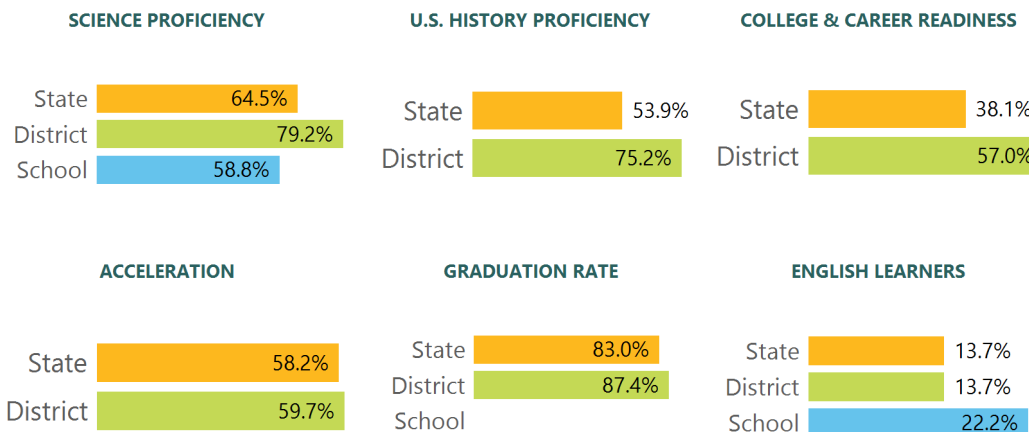 SCIENCE PROFICIENCY
State 64.5%
District 79.2%
School 58.8%
U.S. HISTORY PROFICIENCY
State 53.9%
District 75.2%
COLLEGE & CAREER READINESS
State 38.1%
District 57.0%
ACCELERATION
State 58.2%
District 59.7%
GRADUATION RATE
State 83.0%
District 87.4%
School
ENGLISH LEARNERS
State 13.7%
District 13.7%
School 22.2%